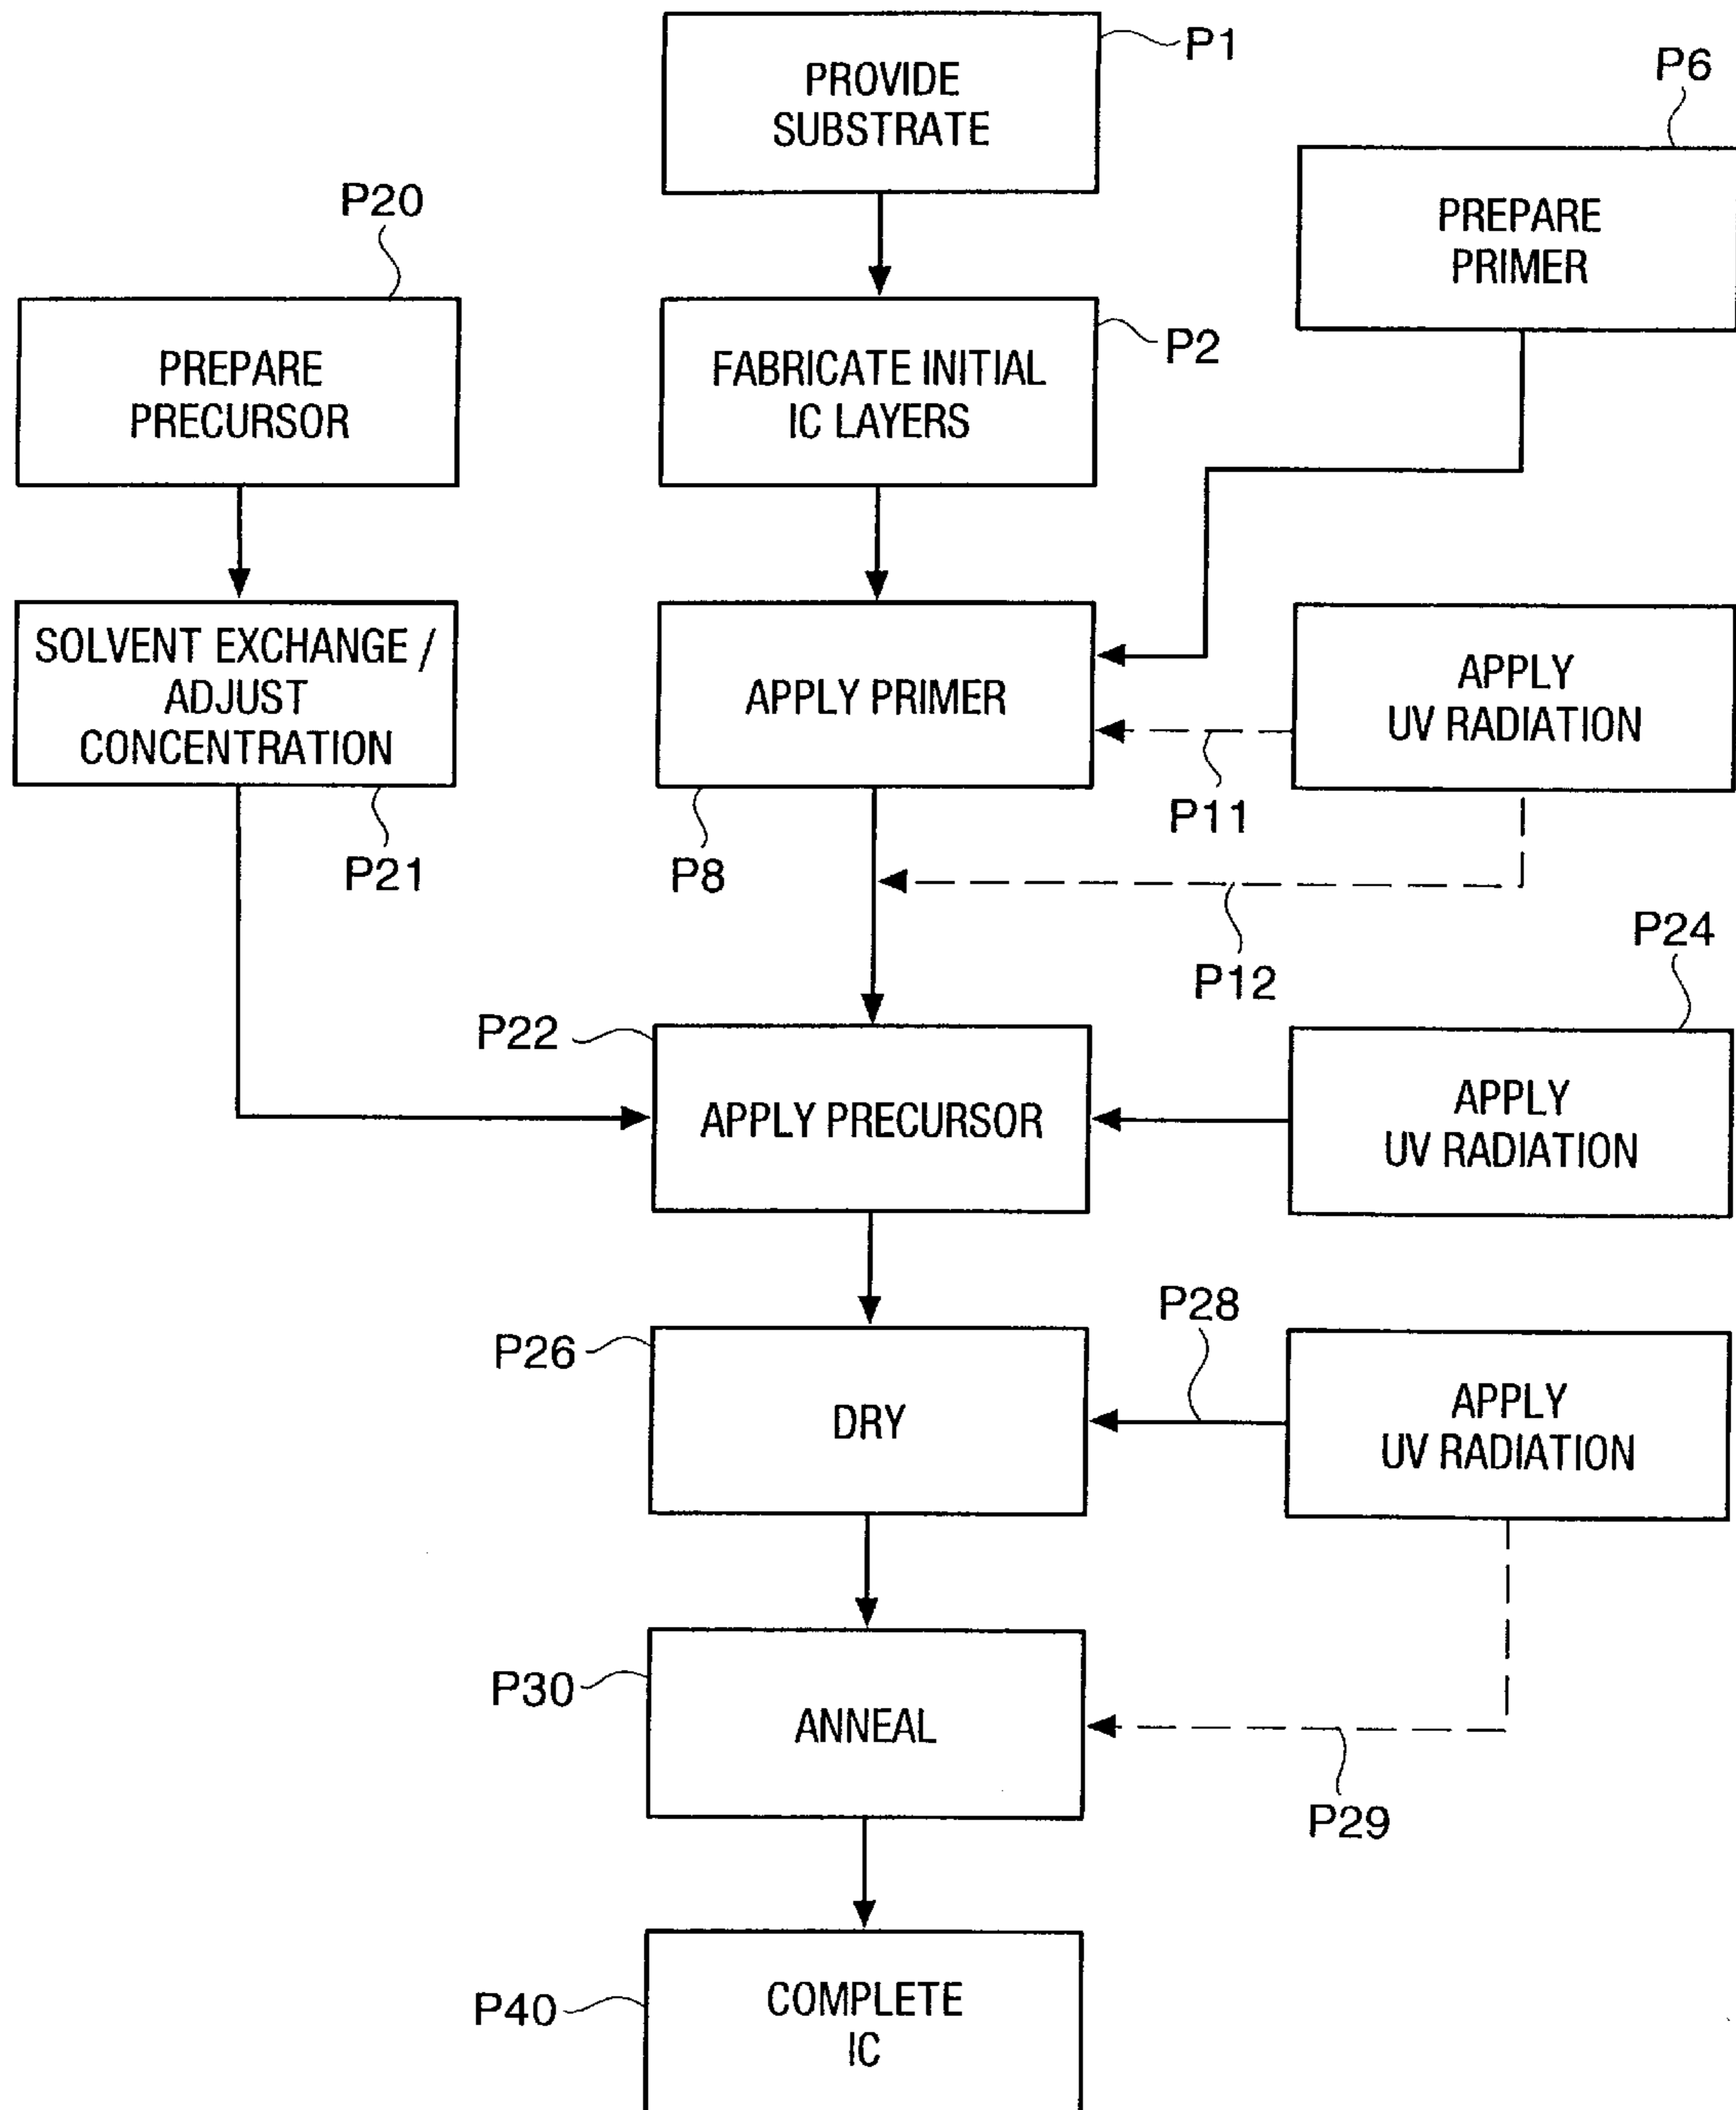 P1
PROVIDE
SUBSTRATE
P6
PREPARE
PRIMER
P20
PREPARE
PRECURSOR
P2
FABRICATE INITIAL
IC LAYERS
SOLVENT EXCHANGE /
ADJUST
CONCENTRATION
P21
APPLY PRIMER
P8
APPLY
UV RADIATION
P11
P12
P24
P22
APPLY PRECURSOR
APPLY
UV RADIATION
P28
P26
DRY
APPLY
UV RADIATION
P30
ANNEAL
P29
P40
COMPLETE
IC